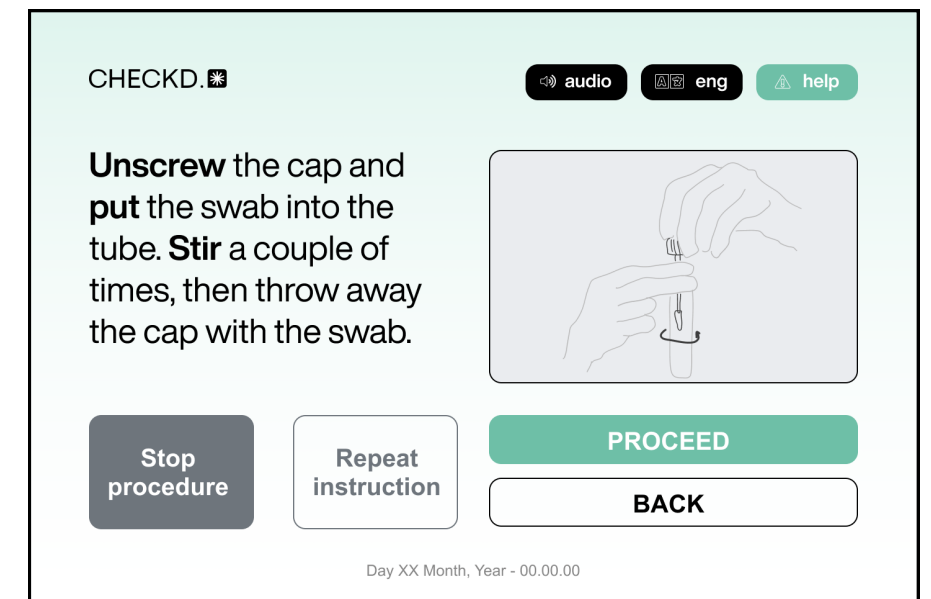 CHECKD.
audio
eng
help
Unscrew the cap and
put the swab into the
tube. Stir a couple of
times, then throw away
the cap with the swab.
Stop
procedure
Repeat
instruction
PROCEED
BACK
Day XX Month, Year - 00.00.00